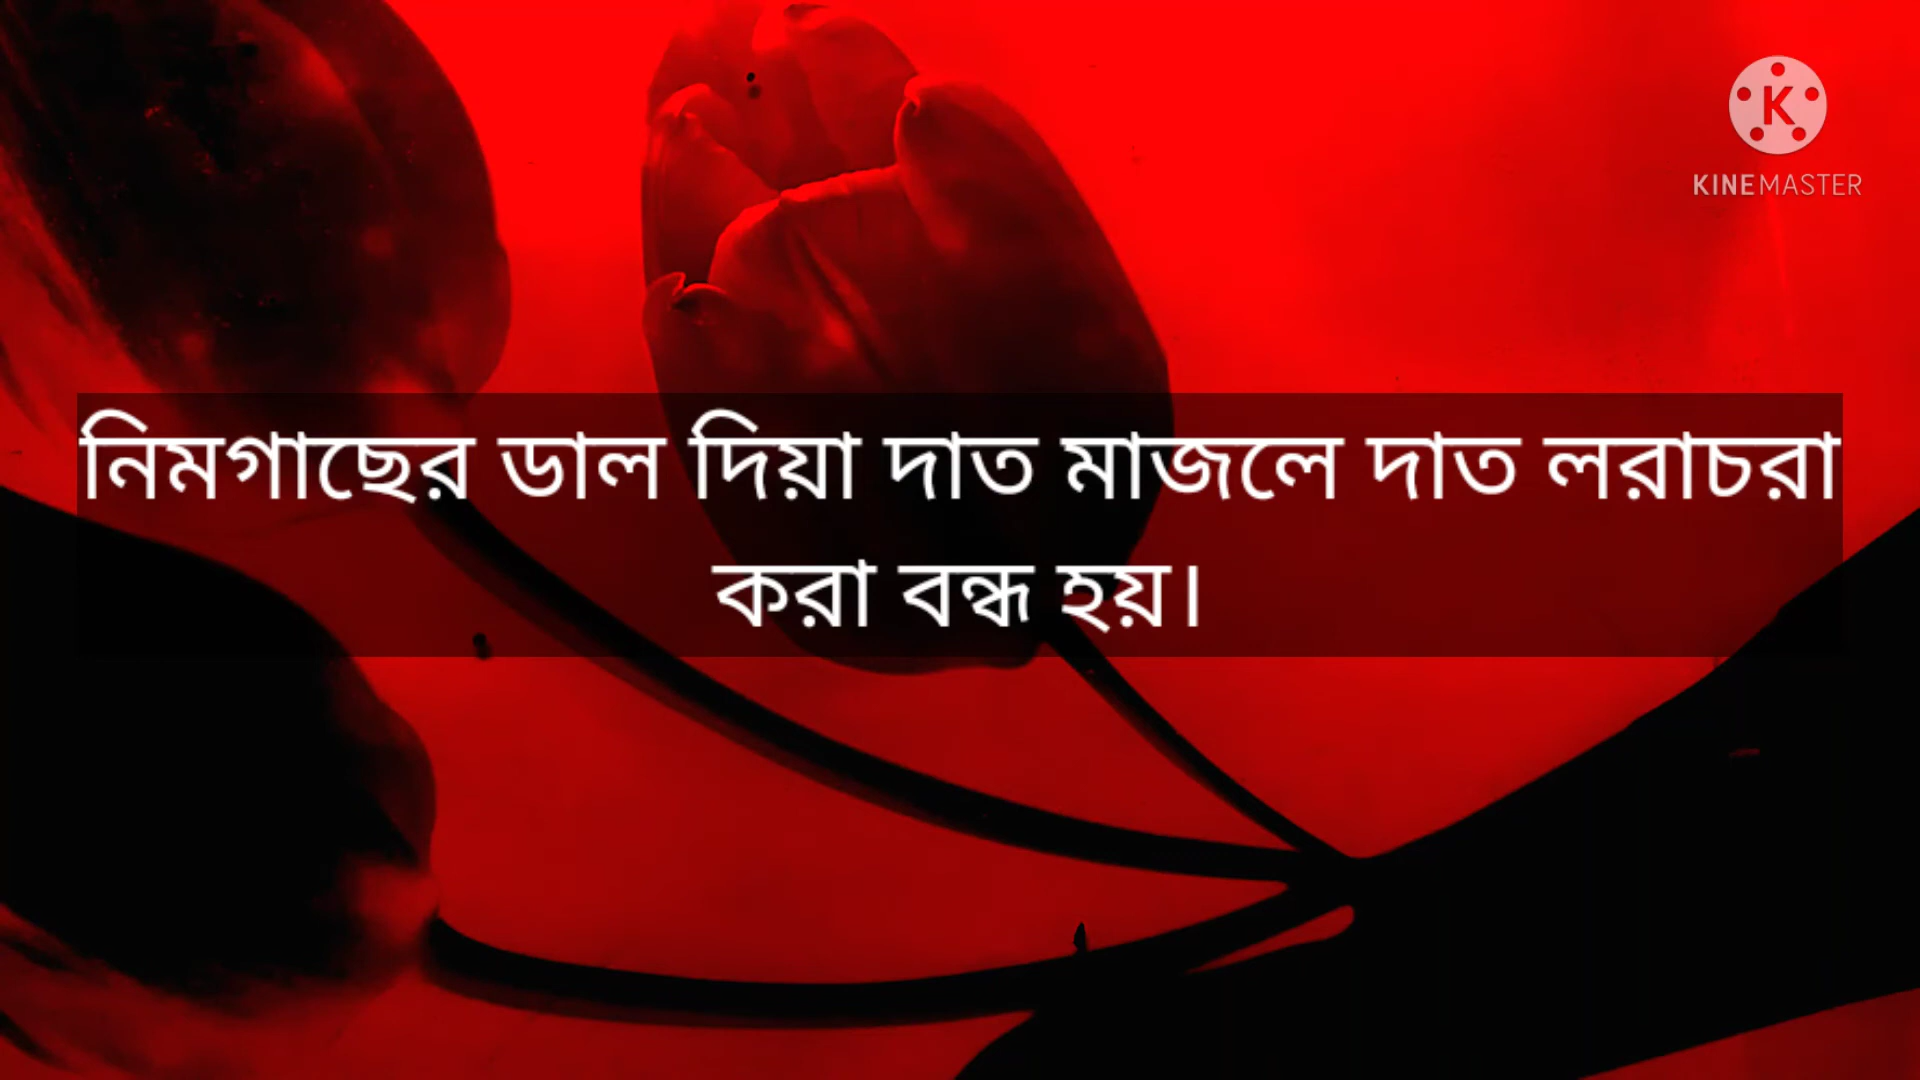 K
KINEMASTER
নিমগাছের ডাল দিয়া দাত মাজলে দাত লরাচরা
করা বন্ধ হয়।